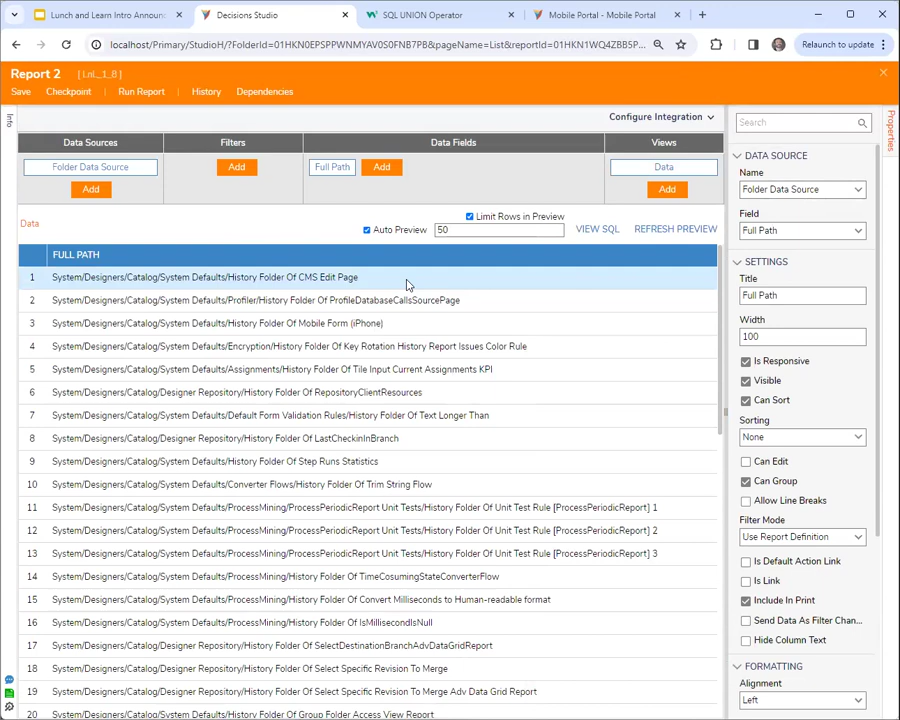 Lunch and Learn Intro Announc
Decisions Studio
SQL UNION Operator
Mobile Portal - Mobile Portal
localhost/Primary/StudioH/?FolderId=01HKN0EPSPPWNMYAV0S0FNB7PB&pageName=List&reportId=01HKN1WQ4ZB5P...
Relaunch to update
Report 2 [ i.nl_1_8 ]
Save Checkpoint Run Report History Dependencies
Info
Configure Integration
Properties
Search
Data Sources Filters Data Fields Views
Folder Data Source Add Full Path Add Data
Add Add
Data
Limit Rows in Preview
Auto Preview 50 VIEW SQL REFRESH PREVIEW
FULL PATH
1 System/Designers/Catalog/System Defaults/History Folder Of CMS Edit Page
2 System/Designers/Catalog/System Defaults/Profiler/History Folder Of ProfileDatabaseCallsSourcePage
3 System/Designers/Catalog/System Defaults/History Folder Of Mobile Form (iPhone)
4 System/Designers/Catalog/System Defaults/Encryption/History Folder Of Key Rotation History Report Issues Color Rule
5 System/Designers/Catalog/System Defaults/Assignments/History Folder Of Tile Input Current Assignments KPI
6 System/Designers/Catalog/Designer Repository/History Folder Of RepositoryClientResources
7 System/Designers/Catalog/System Defaults/Default Form Validation Rules/History Folder Of Text Longer Than
8 System/Designers/Catalog/Designer Repository/History Folder Of LastCheckinInBranch
9 System/Designers/Catalog/System Defaults/History Folder Of Step Runs Statistics
10 System/Designers/Catalog/System Defaults/Converter Flows/History Folder Of Trim String Flow
11 System/Designers/Catalog/System Defaults/ProcessMining/ProcessPeriodicReport Unit Tests/History Folder Of Unit Test Rule [ProcessPeriodicReport] 1
12 System/Designers/Catalog/System Defaults/ProcessMining/ProcessPeriodicReport Unit Tests/History Folder Of Unit Test Rule [ProcessPeriodicReport] 2
13 System/Designers/Catalog/System Defaults/ProcessMining/ProcessPeriodicReport Unit Tests/History Folder Of Unit Test Rule [ProcessPeriodicReport] 3
14 System/Designers/Catalog/System Defaults/ProcessMining/History Folder Of TimeCosumingStateConverterFlow
15 System/Designers/Catalog/System Defaults/ProcessMining/History Folder Of Convert Milliseconds to Human-readable format
16 System/Designers/Catalog/System Defaults/ProcessMining/History Folder Of IsMillisecondIsNull
17 System/Designers/Catalog/Designer Repository/History Folder Of SelectDestinationBranchAdvDataGridReport
18 System/Designers/Catalog/Designer Repository/History Folder Of Select Specific Revision To Merge
19 System/Designers/Catalog/Designer Repository/History Folder Of Select Specific Revision To Merge Adv Data Grid Report
20 System/Designers/Catalog/System Defaults/History Folder Of Group Folder Access View Report
DATA SOURCE
Name
Folder Data Source
Field
Full Path
SETTINGS
Title
Full Path
Width
100
Is Responsive
Visible
Can Sort
Sorting
None
Can Edit
Can Group
Allow Line Breaks
Filter Mode
Use Report Definition
Is Default Action Link
Is Link
Include In Print
Send Data As Filter Chan...
Hide Column Text
FORMATTING
Alignment
Left